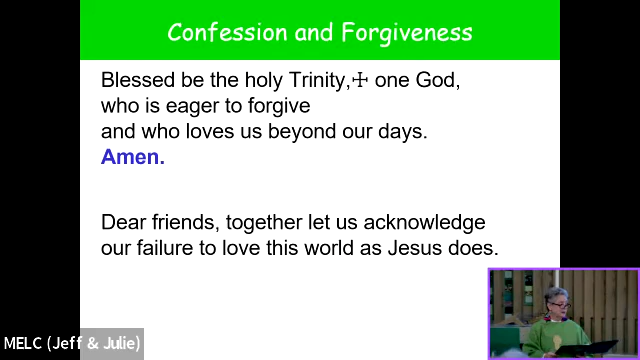 Confession and Forgiveness
Blessed be the holy Trinity,☩ one God,
who is eager to forgive
and who loves us beyond our days.
Amen.
Dear friends, together let us acknowledge
our failure to love this world as Jesus does.
MELC (Jeff & Julie)